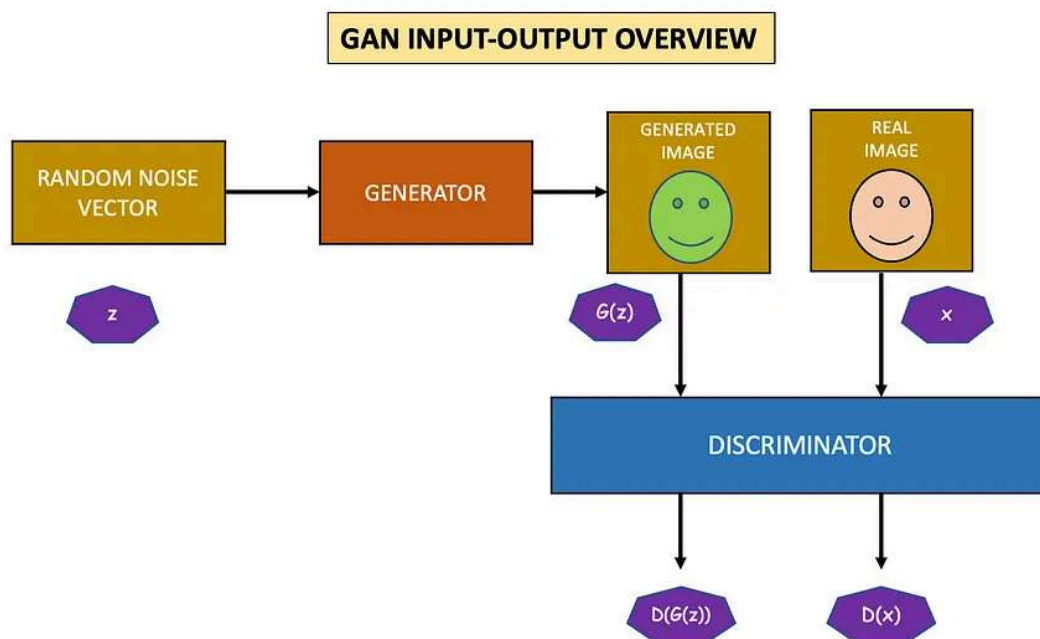 GAN INPUT-OUTPUT OVERVIEW
RANDOM NOISE
VECTOR
GENERATOR
GENERATED
IMAGE
REAL
IMAGE
z
G(z)
x
DISCRIMINATOR
D(G(z))
D(x)